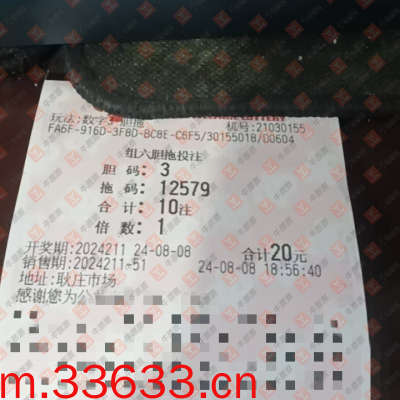 玩法:数字3-胆拖
机号:21030155
FA6F-916D-3F8D-8C8E-C6F5/30155018/00604
组六胆拖投注
胆 码: 3
拖 码: 12579
合 计: 10注
倍 数: 1
开奖期:2024211 24-08-08 合计20元
销售期:2024211-51 24-08-08 18:56:40
地址:耿庄市场
感谢您为公
m.33633.cn